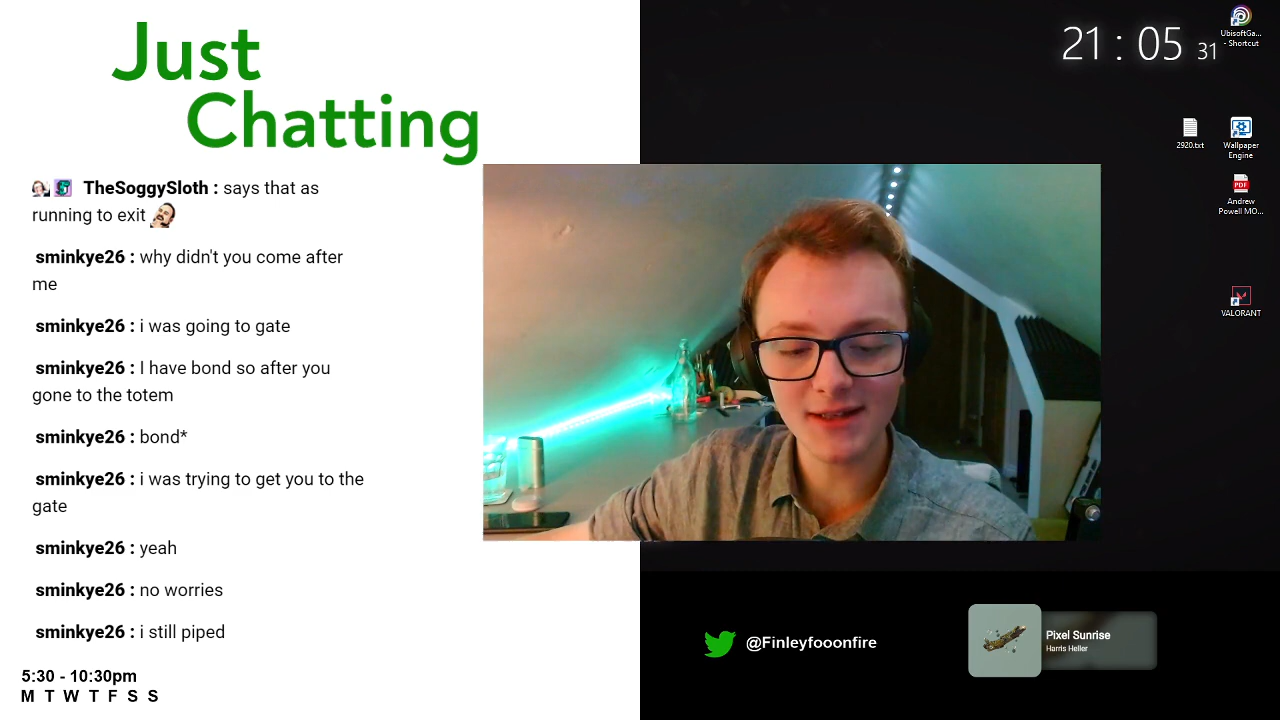 Just
Chatting
TheSoggySloth : says that as
running to exit
sminkye26 : why didn't you come after
me
sminkye26 : i was going to gate
sminkye26 : I have bond so after you
gone to the totem
sminkye26 : bond*
sminkye26 : i was trying to get you to the
gate
sminkye26 : yeah
sminkye26 : no worries
sminkye26 : i still piped
5:30 - 10:30pm
M T W T F S S
21 : 05 31
UbisoftGa...
- Shortcut
2920.txt
Wallpaper
Engine
PDF
Andrew
Powell MO...
VALORANT
@Finleyfooonfire
Pixel Sunrise
Harris Heller